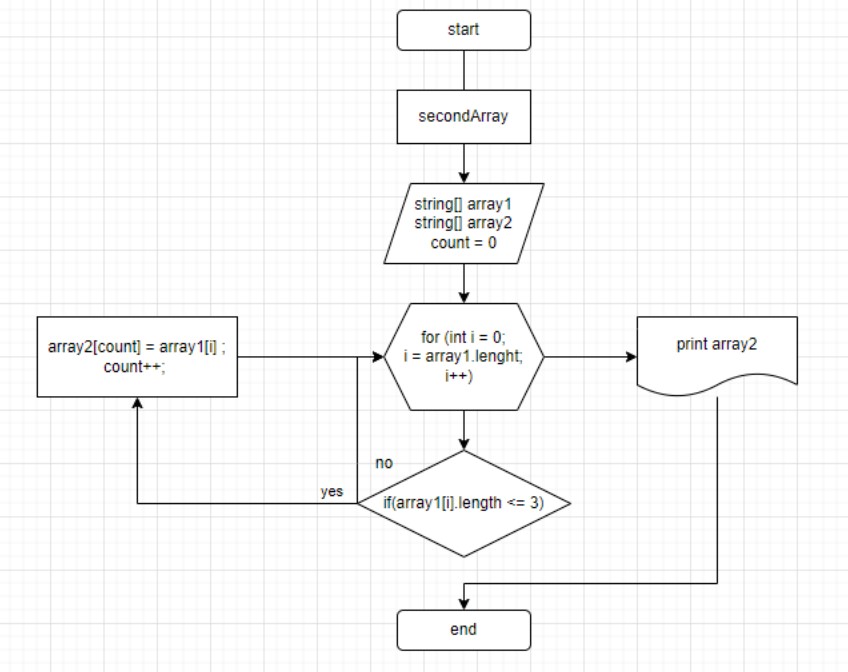 start
secondArray
string[] array1
string[] array2
count = 0
for (int i = 0;
i = array1.lenght;
i++)
print array2
array2[count] = array1[i] ;
count++;
no
yes
if(array1[i].length <= 3)
end